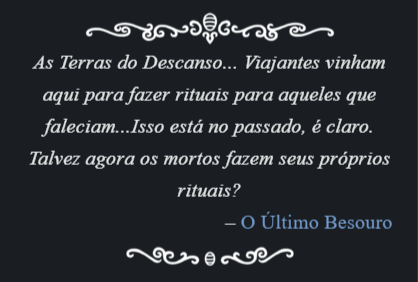 As Terras do Descanso... Viajantes vinham
aqui para fazer rituais para aqueles que
faleciam...Isso está no passado, é claro.
Talvez agora os mortos fazem seus próprios
rituais?
– O Último Besouro